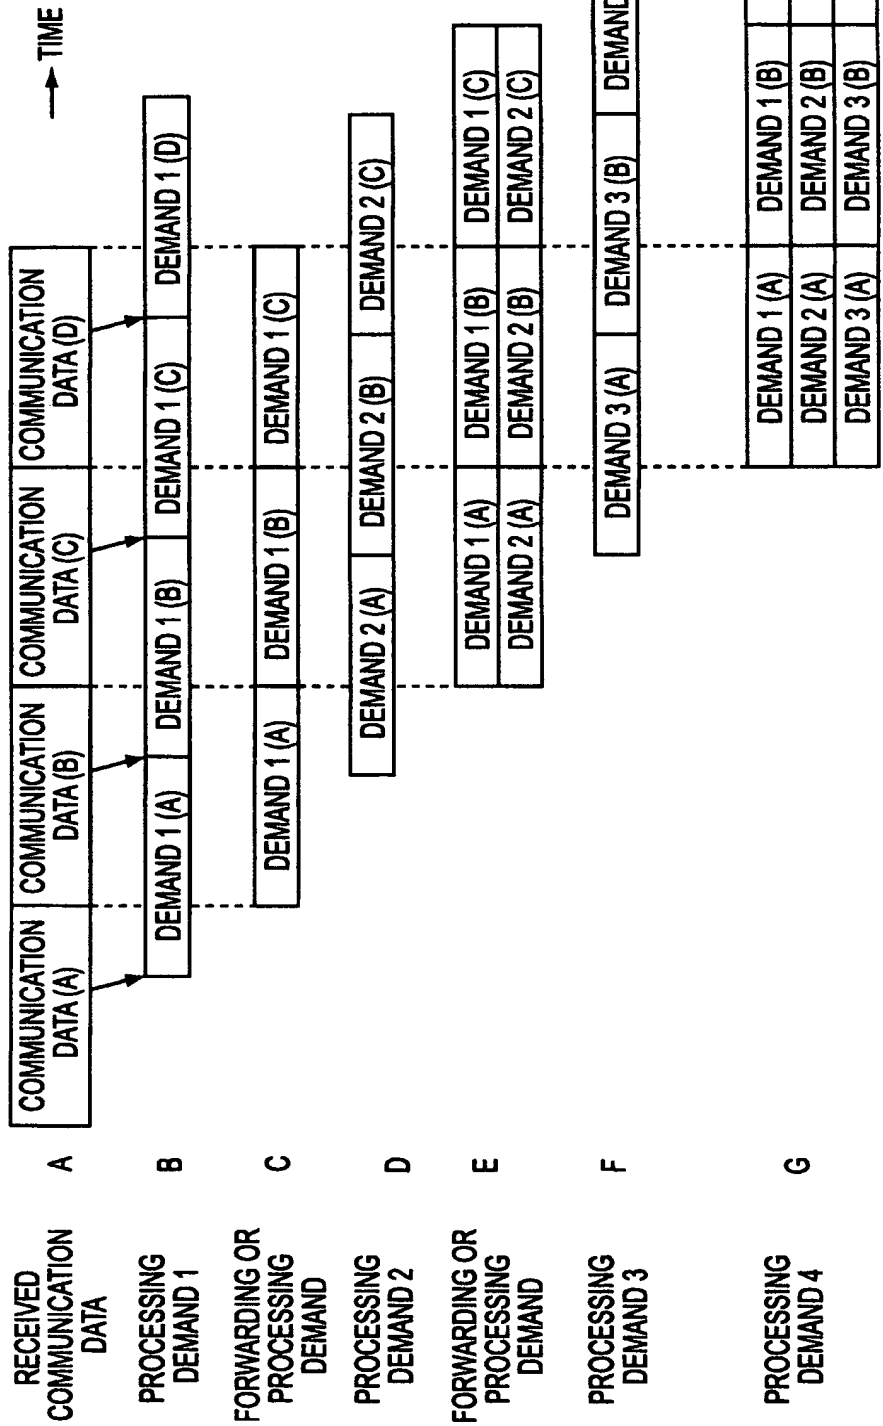 → TIME
RECEIVED
COMMUNICATION
DATA
A
COMMUNICATION
DATA (A)
COMMUNICATION
DATA (B)
COMMUNICATION
DATA (C)
COMMUNICATION
DATA (D)
PROCESSING
DEMAND 1
B
DEMAND 1 (A)
DEMAND 1 (B)
DEMAND 1 (C)
DEMAND 1 (D)
FORWARDING OR
PROCESSING
DEMAND
C
DEMAND 1 (A)
DEMAND 1 (B)
DEMAND 1 (C)
PROCESSING
DEMAND 2
D
DEMAND 2 (A)
DEMAND 2 (B)
DEMAND 2 (C)
FORWARDING OR
PROCESSING
DEMAND
E
DEMAND 1 (A)
DEMAND 1 (B)
DEMAND 1 (C)
DEMAND 2 (A)
DEMAND 2 (B)
DEMAND 2 (C)
PROCESSING
DEMAND 3
F
DEMAND 3 (A)
DEMAND 3 (B)
DEMAND
PROCESSING
DEMAND 4
G
DEMAND 1 (A)
DEMAND 1 (B)
DEMAND 2 (A)
DEMAND 2 (B)
DEMAND 3 (A)
DEMAND 3 (B)